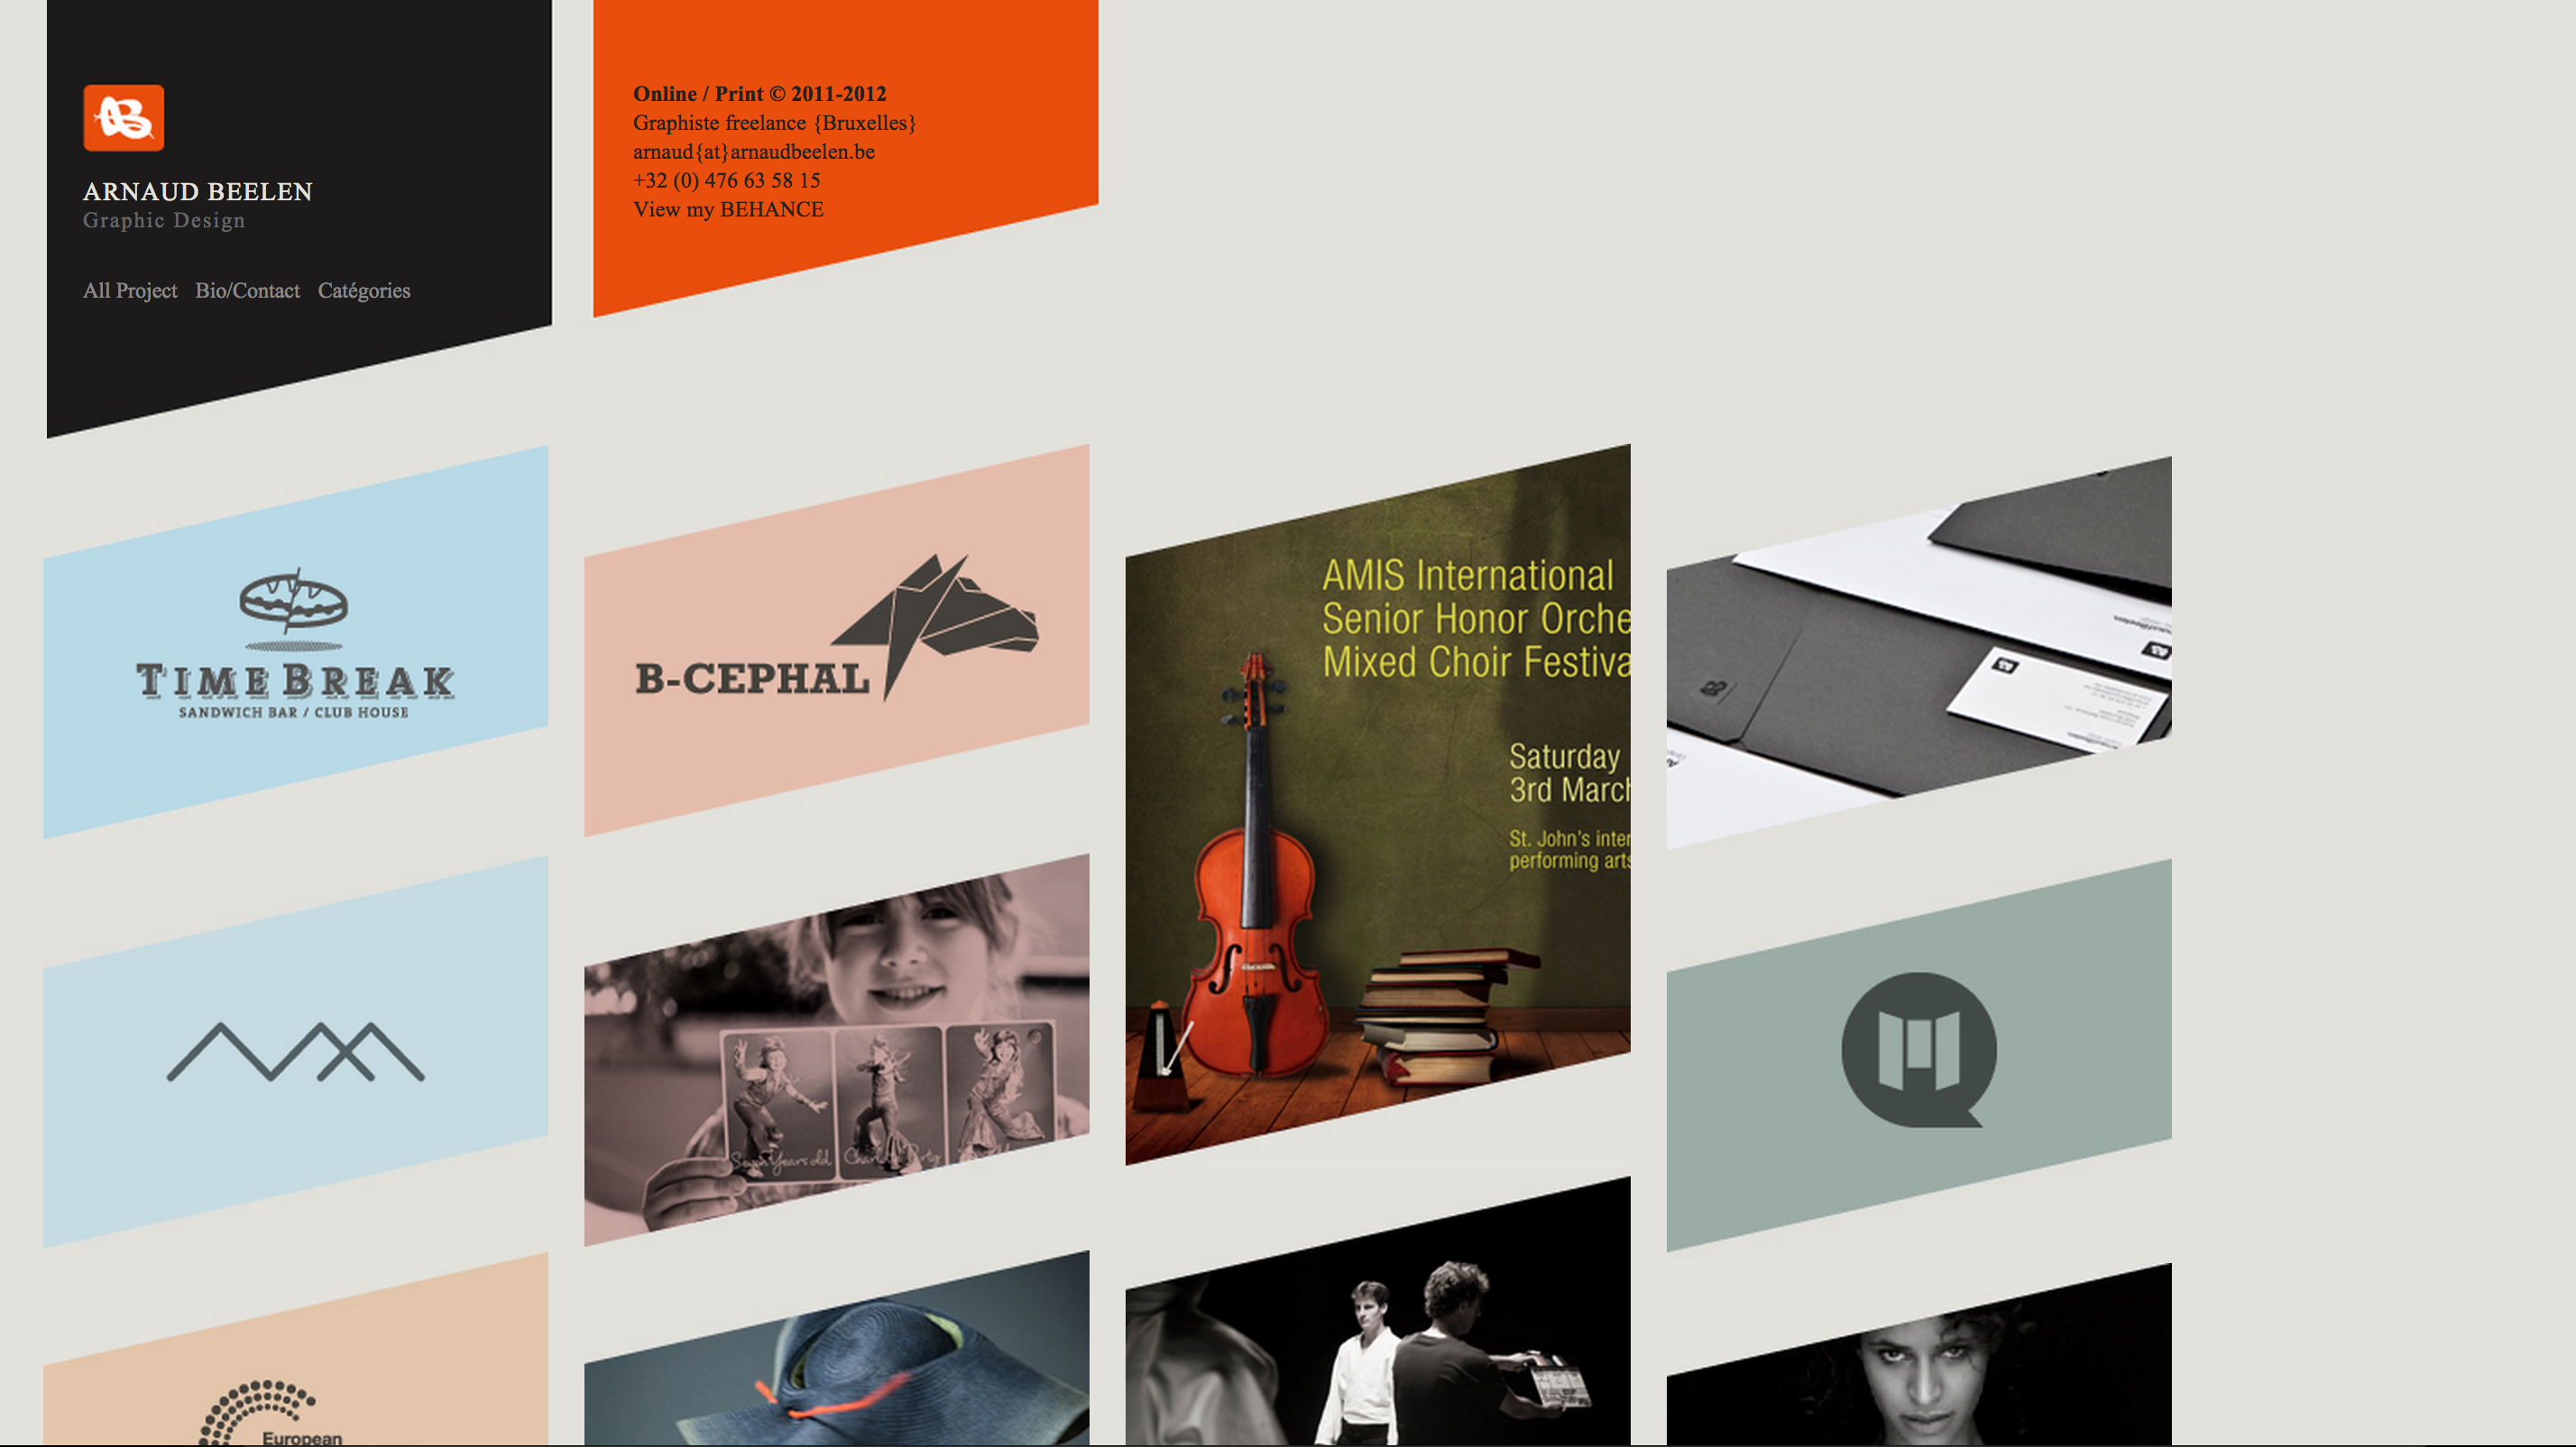 ARNAUD BEELEN
Graphic Design
All Project Bio/Contact Catégories
Online / Print © 2011-2012
Graphiste freelance {Bruxelles}
arnaud{at}arnaudbeelen.be
+32 (0) 476 63 58 15
View my BEHANCE
TIME BREAK
SANDWICH BAR / CLUB HOUSE
B-CEPHAL
AMIS International
Senior Honor Orche
Mixed Choir Festiva
Saturday
3rd March
St. John's inter
performing arts
Seven Years old
European